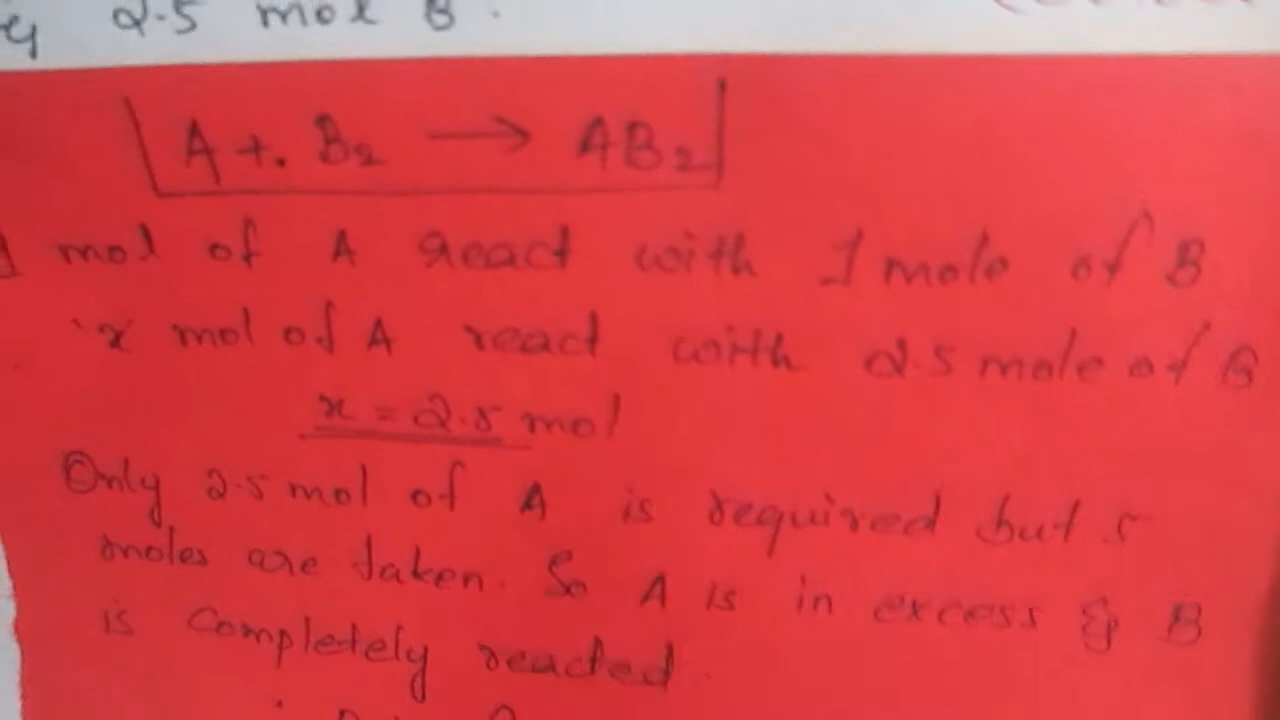 2.5 mol B.
A + B₂ → AB₂
1 mol of A react with 1 mole of B
x mol of A react with 2.5 mole of B
x = 2.5 mol
Only 2.5 mol of A is required but 5
moles are taken. So A is in excess & B
is completely reacted.